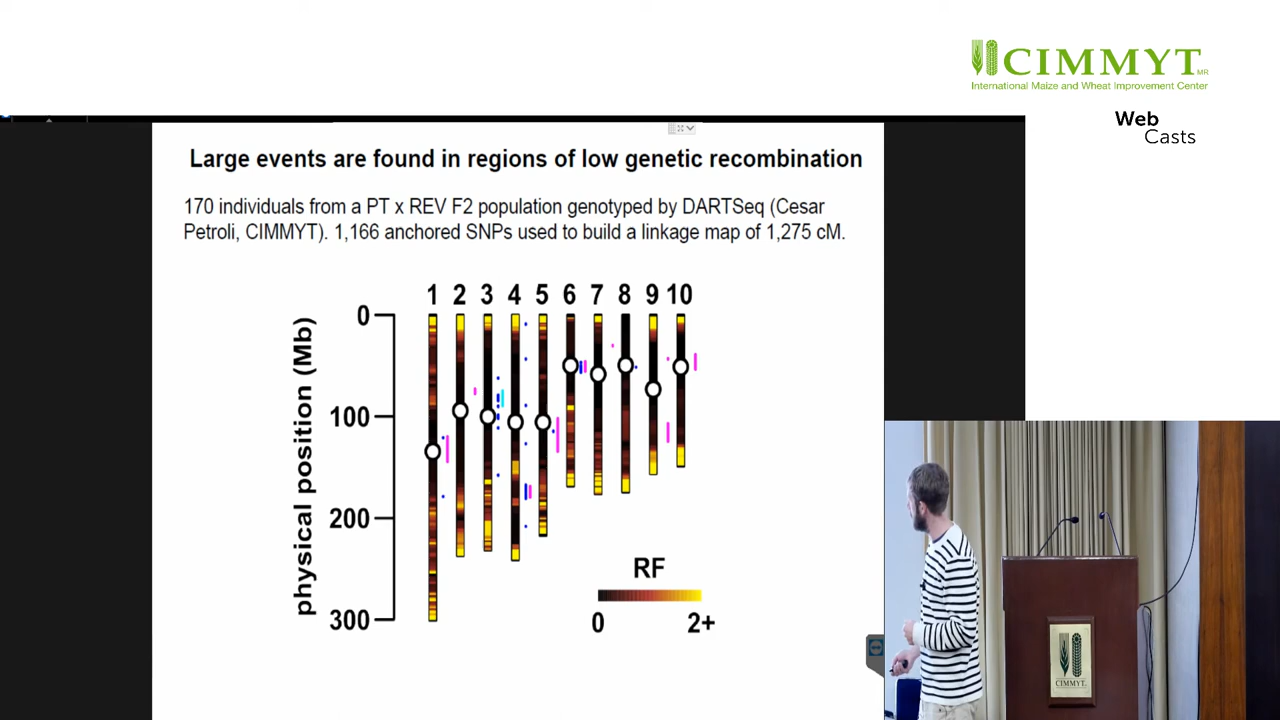 CIMMYT MR
International Maize and Wheat Improvement Center
Web
Casts
Large events are found in regions of low genetic recombination
170 individuals from a PT x REV F2 population genotyped by DARTSeq (Cesar
Petroli, CIMMYT). 1,166 anchored SNPs used to build a linkage map of 1,275 cM.
1 2 3 4 5 6 7 8 9 10
physical position (Mb)
0
100
200
300
RF
0 2+
CIMMYT